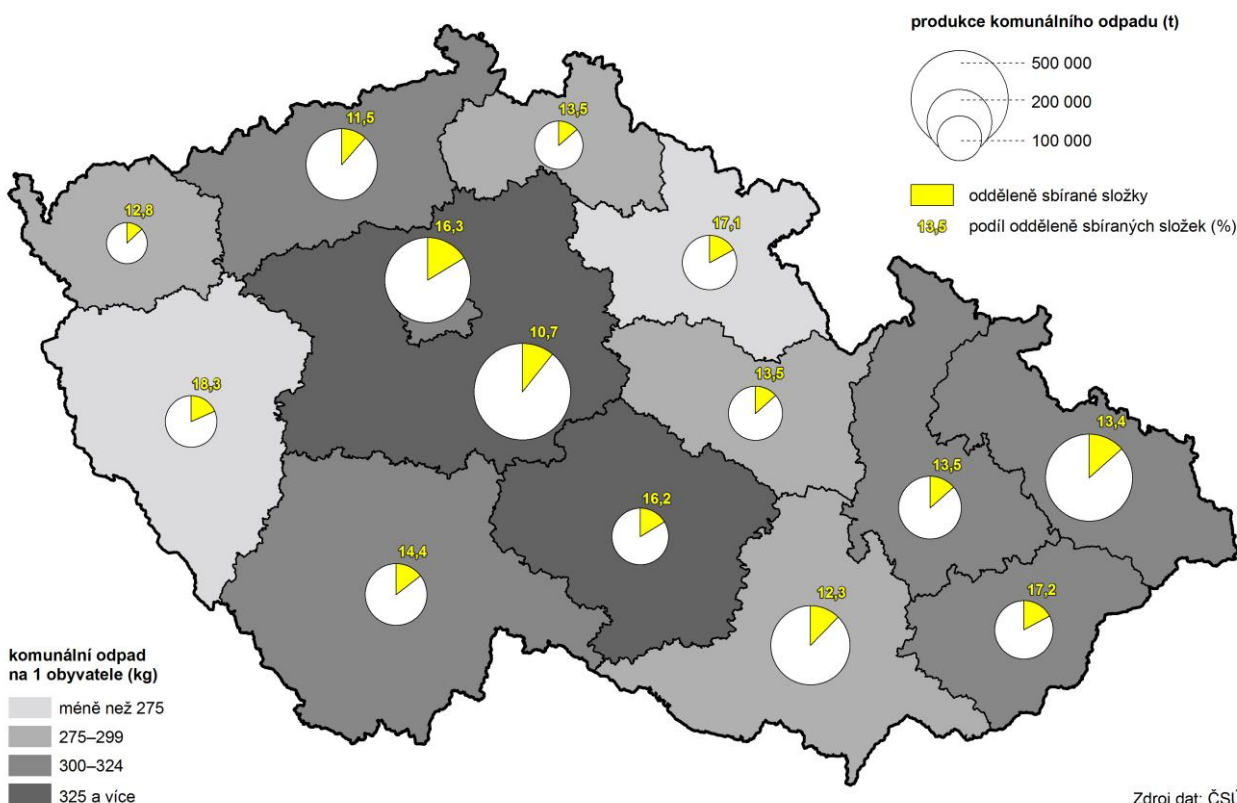 produkce komunálního odpadu (t)
500 000
200 000
100 000
odděleně sbírané složky
13,5 podíl odděleně sbíraných složek (%)
11,5
13,5
12,8
16,3
17,1
10,7
18,3
13,5
13,4
13,5
16,2
14,4
12,3
17,2
komunální odpad
na 1 obyvatele (kg)
méně než 275
275–299
300–324
325 a více
Zdroj dat: ČSÚ